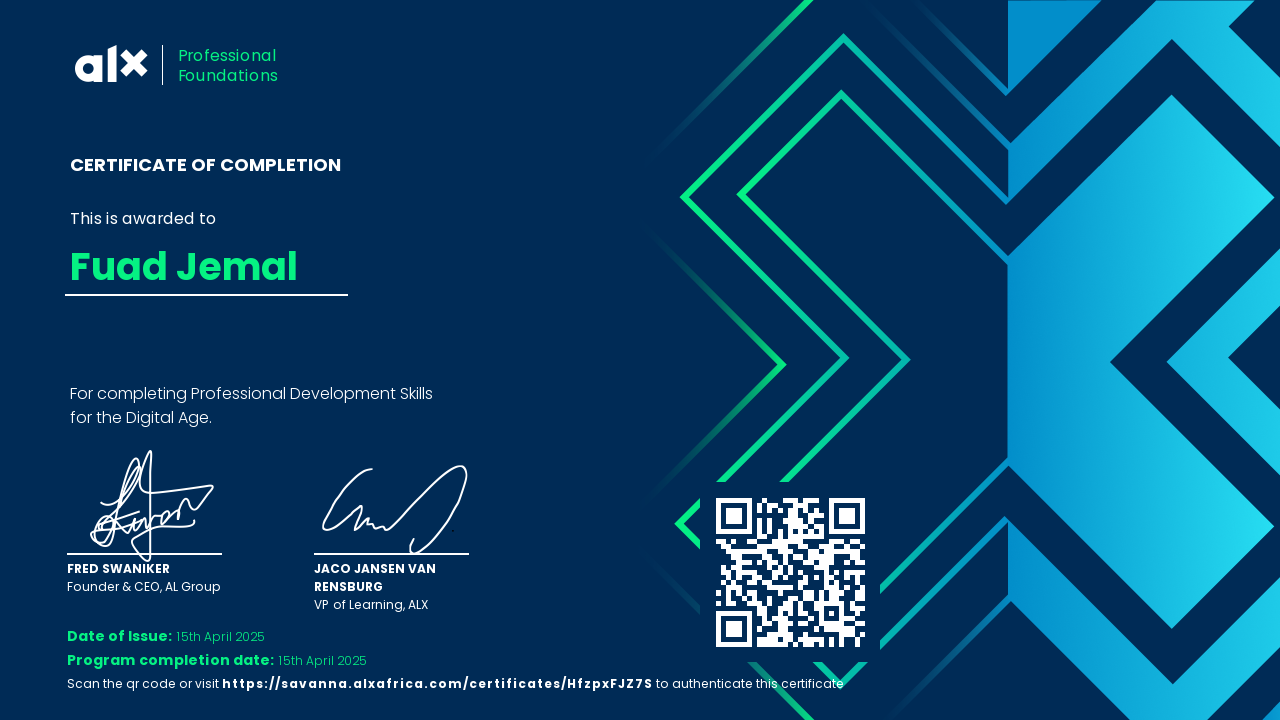 alx
Professional
Foundations
CERTIFICATE OF COMPLETION
This is awarded to
Fuad Jemal
For completing Professional Development Skills
for the Digital Age.
FRED SWANIKER
Founder & CEO, AL Group
JACO JANSEN VAN
RENSBURG
VP of Learning, ALX
Date of Issue: 15th April 2025
Program completion date: 15th April 2025
Scan the qr code or visit https://savanna.alxafrica.com/certificates/HfzpxFJZ7S to authenticate this certificate